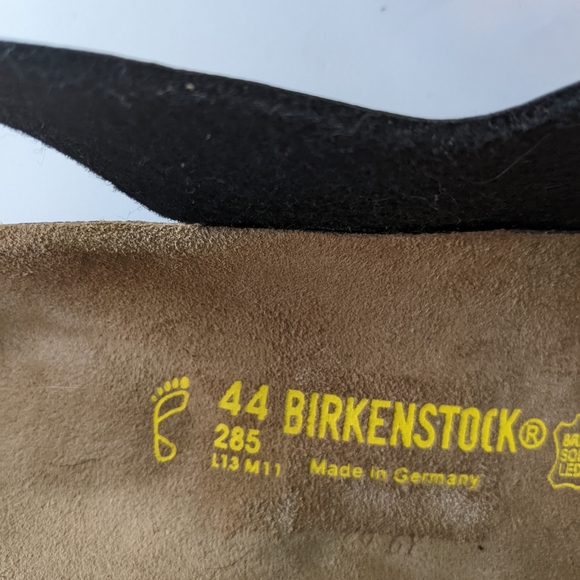 44 BIRKENSTOCK®
285
L13 M11 Made in Germany